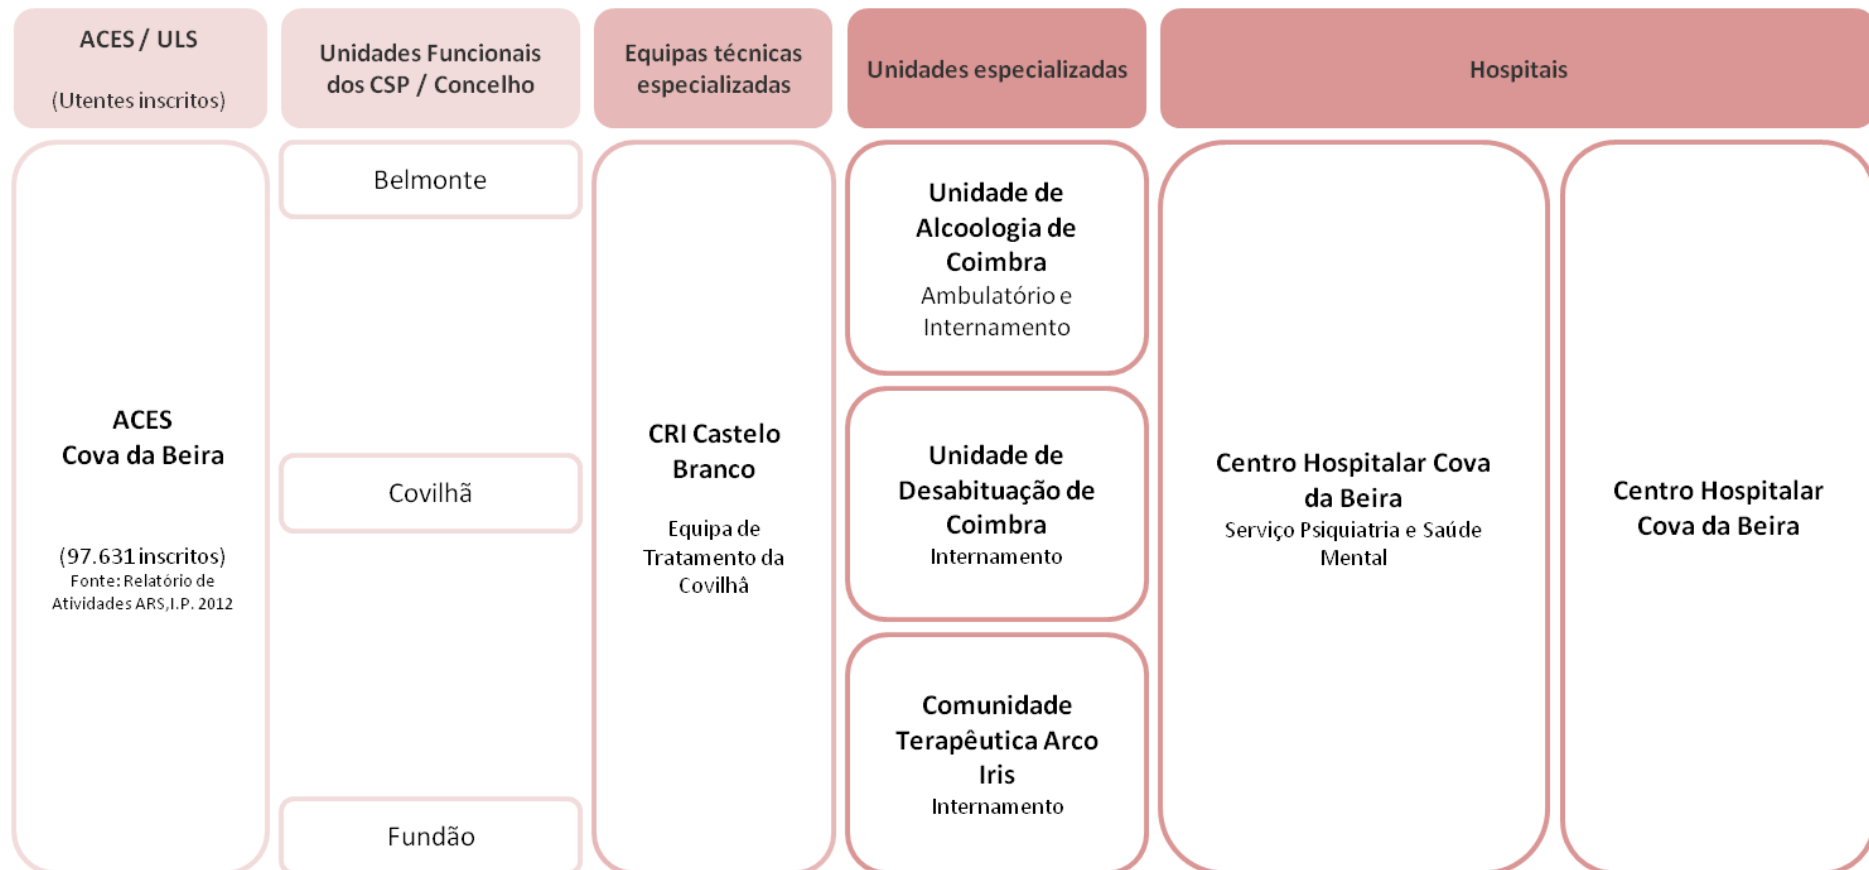 ACES / ULS
(Utentes inscritos)
Unidades Funcionais
dos CSP / Concelho
Equipas técnicas
especializadas
Unidades especializadas
Hospitais
ACES
Cova da Beira
(97.631 inscritos)
Fonte: Relatório de
Atividades ARS,I.P. 2012
Belmonte
Covilhã
Fundão
CRI Castelo
Branco
Equipa de
Tratamento da
Covilhã
Unidade de
Alcoologia de
Coimbra
Ambulatório e
Internamento
Unidade de
Desabituação de
Coimbra
Internamento
Comunidade
Terapêutica Arco
Iris
Internamento
Centro Hospitalar Cova
da Beira
Serviço Psiquiatria e Saúde
Mental
Centro Hospitalar
Cova da Beira